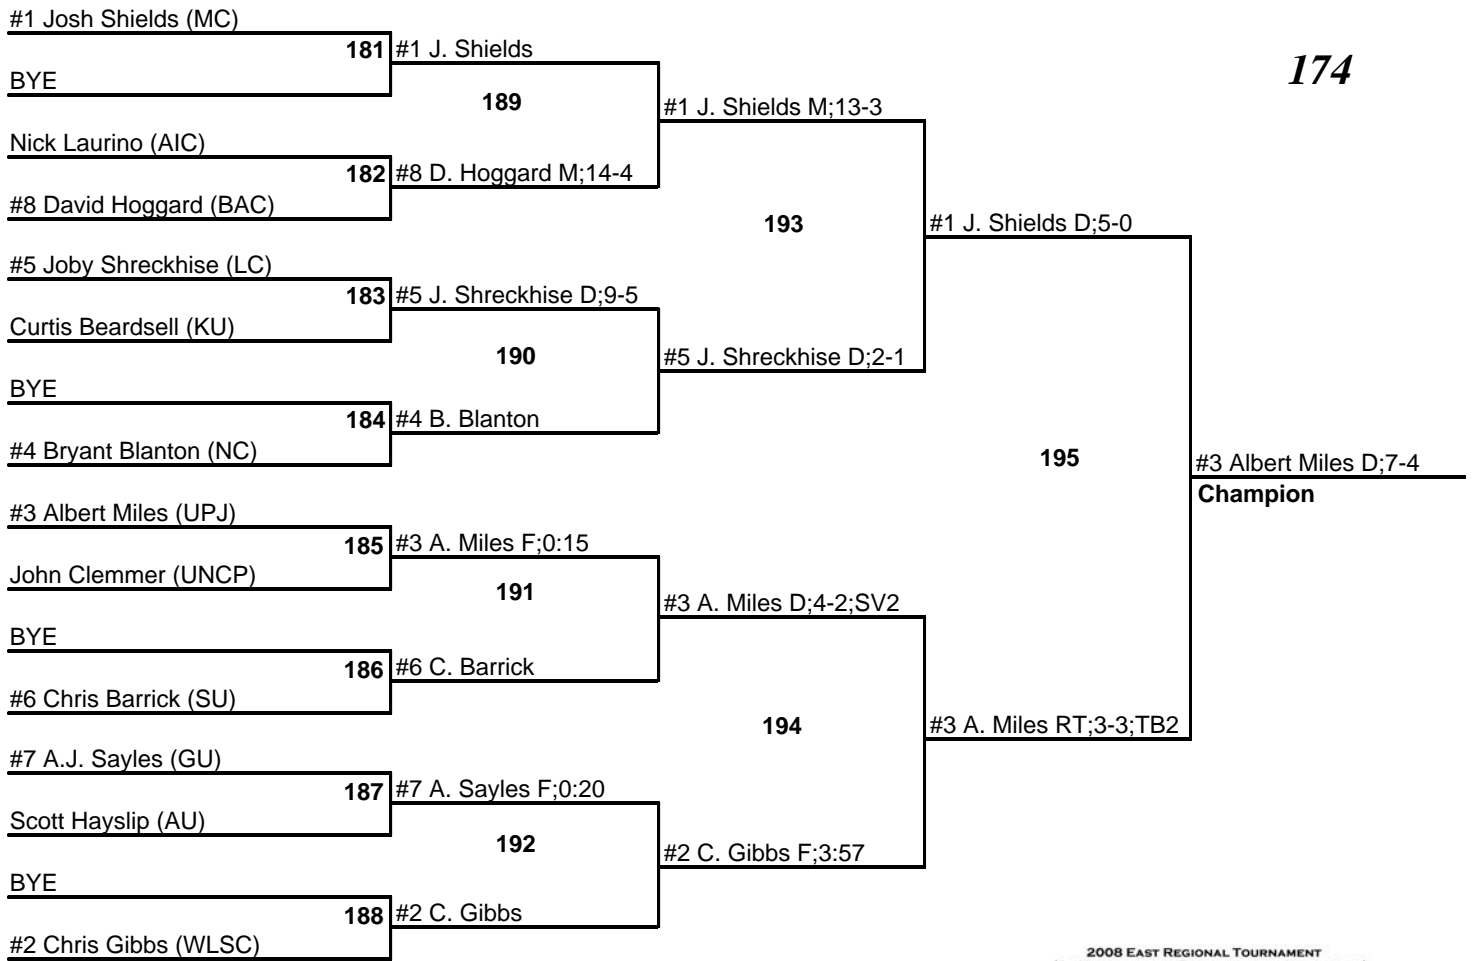 #1 Josh Shields (MC)
181 #1 J. Shields
BYE
174
189
#1 J. Shields M;13-3
Nick Laurino (AIC)
182 #8 D. Hoggard M;14-4
#8 David Hoggard (BAC)
193
#1 J. Shields D;5-0
#5 Joby Shreckhise (LC)
183 #5 J. Shreckhise D;9-5
Curtis Beardsell (KU)
190
#5 J. Shreckhise D;2-1
BYE
184 #4 B. Blanton
#4 Bryant Blanton (NC)
195
#3 Albert Miles D;7-4
Champion
#3 Albert Miles (UPJ)
185 #3 A. Miles F;0:15
John Clemmer (UNCP)
191
#3 A. Miles D;4-2;SV2
BYE
186 #6 C. Barrick
#6 Chris Barrick (SU)
194
#3 A. Miles RT;3-3;TB2
#7 A.J. Sayles (GU)
187 #7 A. Sayles F;0:20
Scott Hayslip (AU)
192
#2 C. Gibbs F;3:57
BYE
188 #2 C. Gibbs
#2 Chris Gibbs (WLSC)
2008 EAST REGIONAL TOURNAMENT